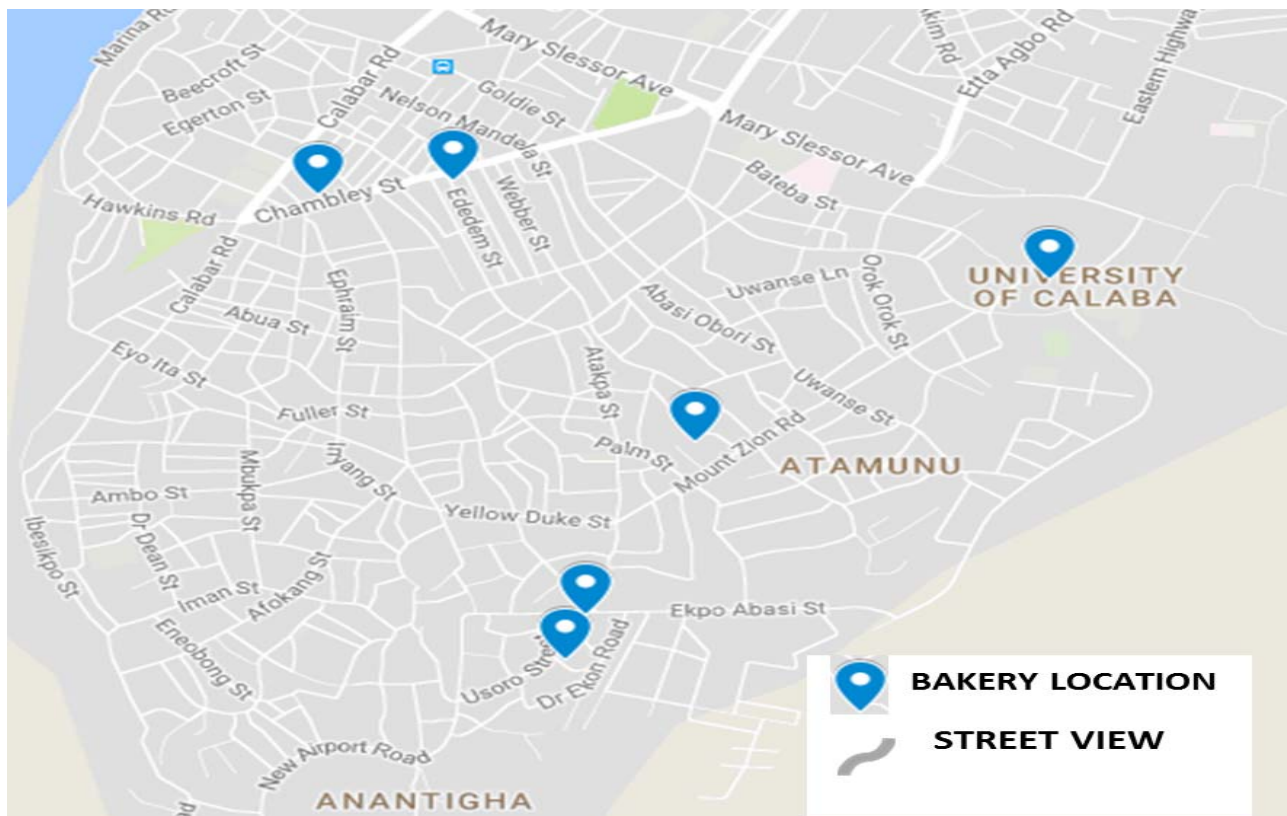 Marina Rd
Beecroft St
Egerton St
Calabar Rd
Mary Slessor Ave
Goldie St
Nelson Mandela St
Etta Agbo Rd
Eastern Highway
Mary Slessor Ave
Bateba St
Hawkins Rd
Chambley St
Ededem St
Webber St
Calabar Rd
Abua St
Ephraim St
Uwanse Ln
Orok Orok St
Abasi Obori St
UNIVERSITY
OF CALABA
Eyo Ita St
Fuller St
Atakpa St
Uwanse St
Palm St
Mount Zion Rd
ATAMUNU
Inyang St
Mbukpa St
Ambo St
Dr Dean St
Ibesikpo St
Yellow Duke St
Iman St
Afokang St
Eneobong St
Ekpo Abasi St
Usoro Stree
Dr Ekon Road
New Airport Road
ANANTIGHA
BAKERY LOCATION
STREET VIEW